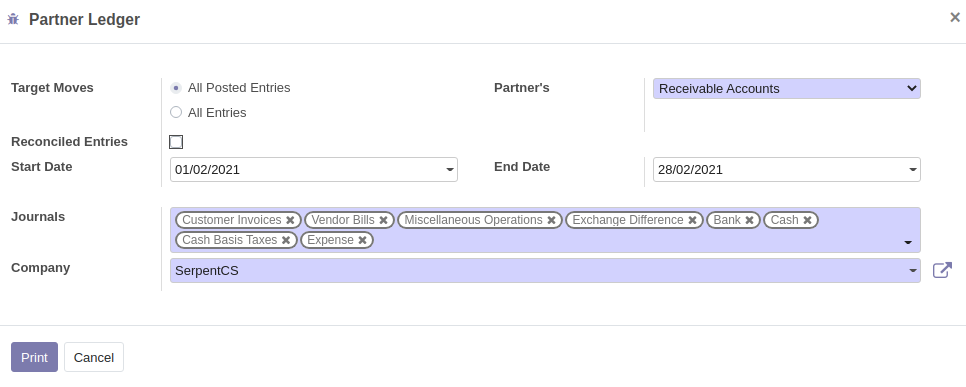 Partner Ledger ×
Target Moves All Posted Entries Partner's Receivable Accounts
All Entries
Reconciled Entries
Start Date 01/02/2021 End Date 28/02/2021
Journals Customer Invoices ✖ Vendor Bills ✖ Miscellaneous Operations ✖ Exchange Difference ✖ Bank ✖ Cash ✖
Cash Basis Taxes ✖ Expense ✖
Company SerpentCS
Print Cancel